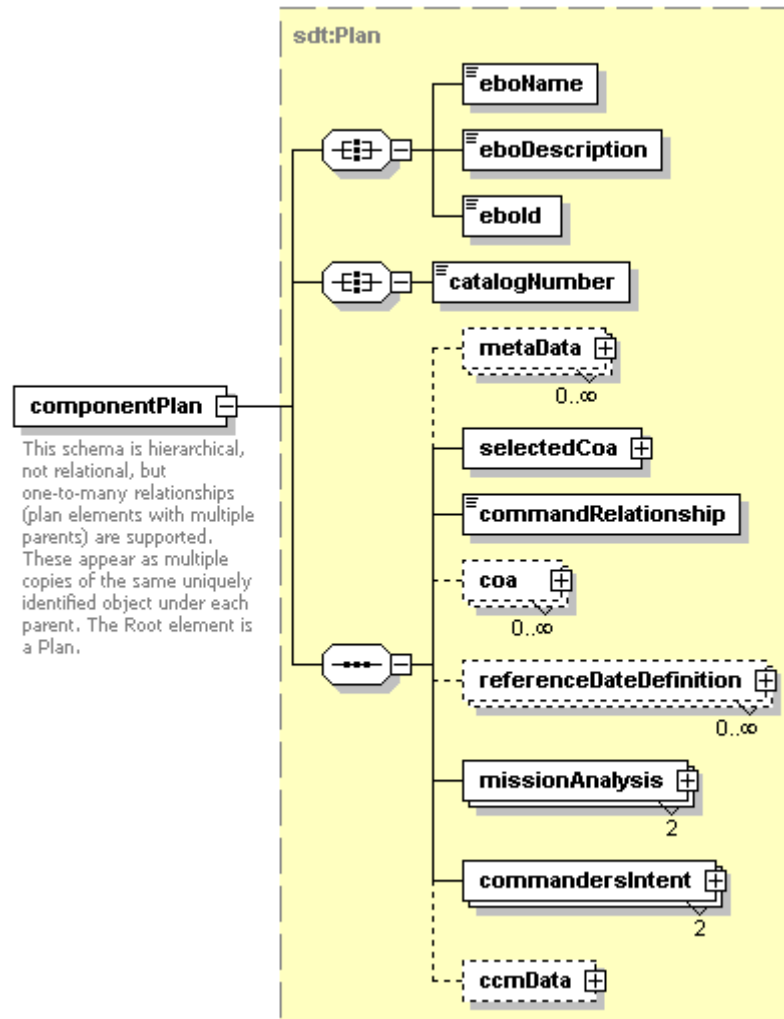 sdt:Plan
eboName
eboDescription
eboId
catalogNumber
metaData
0..∞
componentPlan
This schema is hierarchical,
not relational, but
one-to-many relationships
(plan elements with multiple
parents) are supported.
These appear as multiple
copies of the same uniquely
identified object under each
parent. The Root element is
a Plan.
selectedCoa
commandRelationship
coa
0..∞
referenceDateDefinition
0..∞
missionAnalysis
2
commandersIntent
2
ccmData